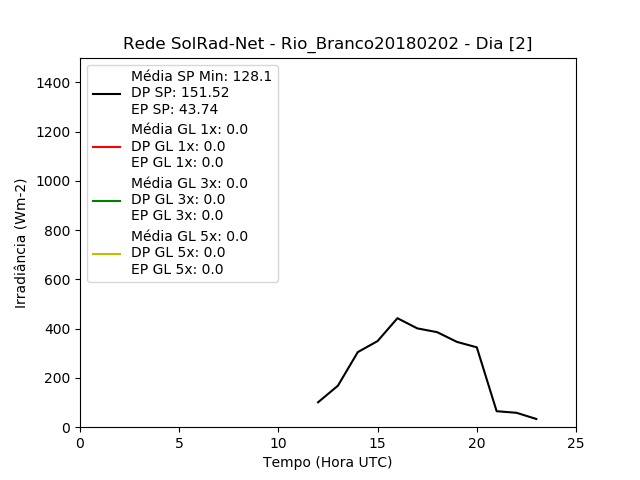 Rede SolRad-Net - Rio_Branco20180202 - Dia [2]
Média SP Min: 128.1
DP SP: 151.52
EP SP: 43.74
Média GL 1x: 0.0
DP GL 1x: 0.0
EP GL 1x: 0.0
Média GL 3x: 0.0
DP GL 3x: 0.0
EP GL 3x: 0.0
Média GL 5x: 0.0
DP GL 5x: 0.0
EP GL 5x: 0.0
Irradiância (Wm-2)
1400
1200
1000
800
600
400
200
0
0 5 10 15 20 25
Tempo (Hora UTC)